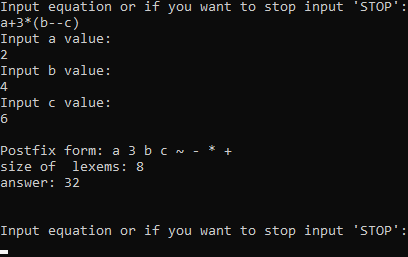 Input equation or if you want to stop input 'STOP':
a+3*(b--c)
Input a value:
2
Input b value:
4
Input c value:
6
Postfix form: a 3 b c ~ - * +
size of  lexems: 8
answer: 32
Input equation or if you want to stop input 'STOP':